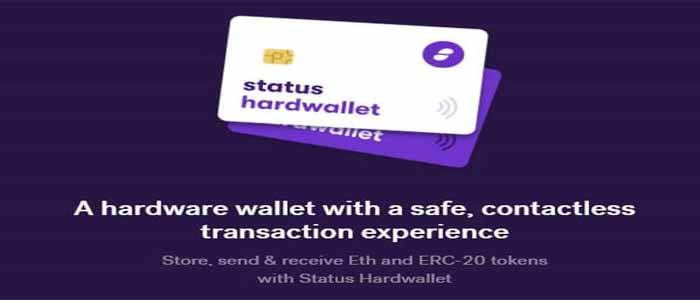 status
hardwallet
hardwallet
A hardware wallet with a safe, contactless
transaction experience
Store, send & receive Eth and ERC-20 tokens
with Status Hardwallet